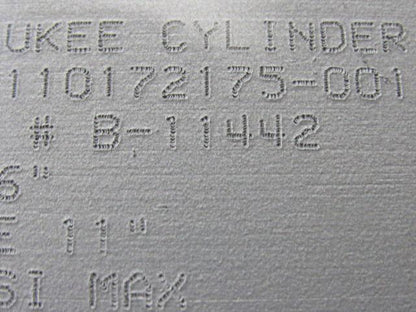 UKEE CYLINDER
110172175-001
# B-11442
6"
E 11"
SI MAX